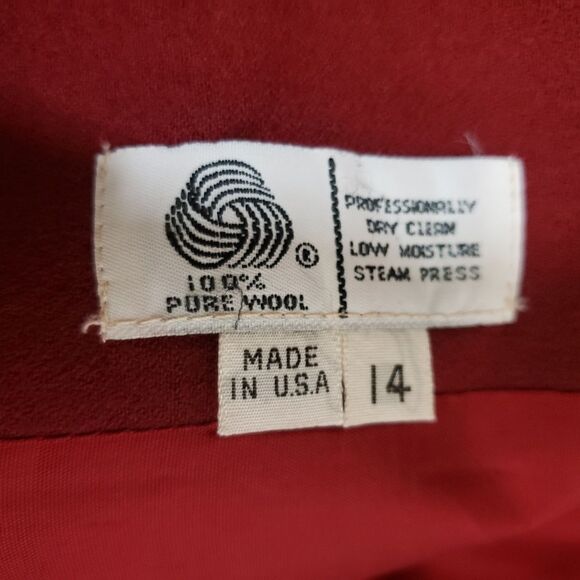 ®
100%
PURE WOOL
PROFESSIONALLY
DRY CLEAN
LOW MOISTURE
STEAM PRESS
MADE
IN U.S.A
14